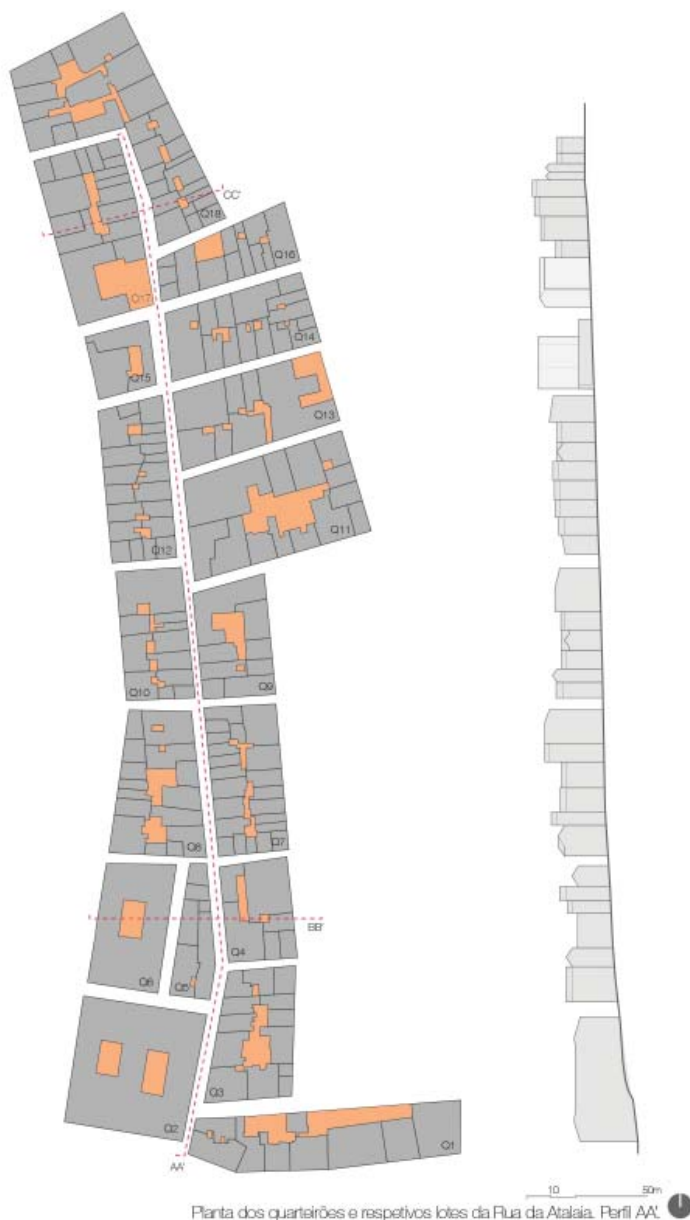 CC'
Q18
Q16
Q17
Q14
Q15
Q13
Q12
Q11
Q10
Q9
Q8
Q7
Q4
BB'
Q6
Q5
Q3
Q2
Q1
AA'
10 50m
Planta dos quarteirões e respetivos lotes da Rua da Atalaia. Perfil AA'.